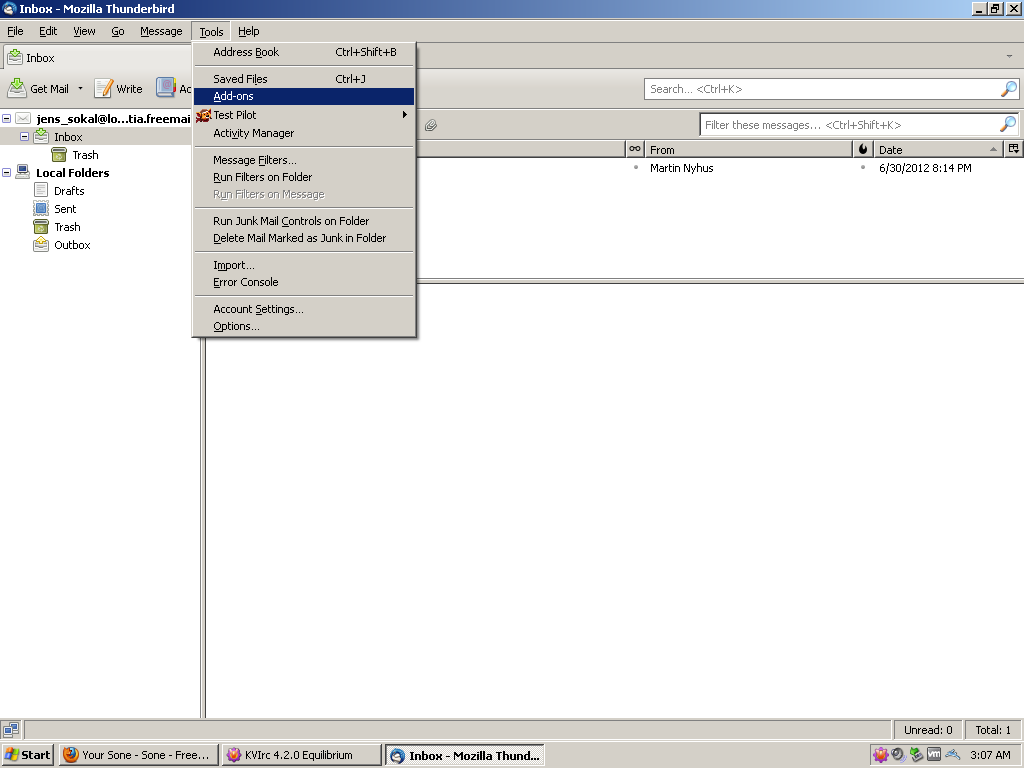 Inbox - Mozilla Thunderbird
File Edit View Go Message Tools Help
Inbox
Get Mail Write Ad
Search... <Ctrl+K>
Filter these messages... <Ctrl+Shift+K>
jens_sokal@lo...tia.freemai
Inbox
Trash
Local Folders
Drafts
Sent
Trash
Outbox
Address Book Ctrl+Shift+B
Saved Files Ctrl+J
Add-ons
Test Pilot
Activity Manager
Message Filters...
Run Filters on Folder
Run Filters on Message
Run Junk Mail Controls on Folder
Delete Mail Marked as Junk in Folder
Import...
Error Console
Account Settings...
Options...
From Date
Martin Nyhus 6/30/2012 8:14 PM
Unread: 0 Total: 1
Start Your Sone - Sone - Free... KVIrc 4.2.0 Equilibrium Inbox - Mozilla Thund... 3:07 AM